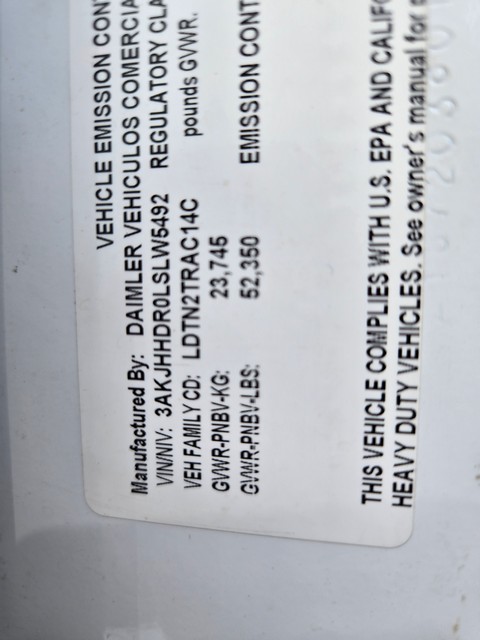 VEHICLE EMISSION CON
Manufactured By: DAIMLER VEHICULOS COMERCIA
VIN/NIV: 3AKJHHDR0LSLW5492 REGULATORY CLA
VEH FAMILY CD: LDTN2TRAC14C pounds GVWR.
GVWR-PNBV-KG: 23,745
GVWR-PNBV-LBS: 52,350 EMISSION CONT
THIS VEHICLE COMPLIES WITH U.S. EPA AND CALIF
HEAVY DUTY VEHICLES. See owner's manual for